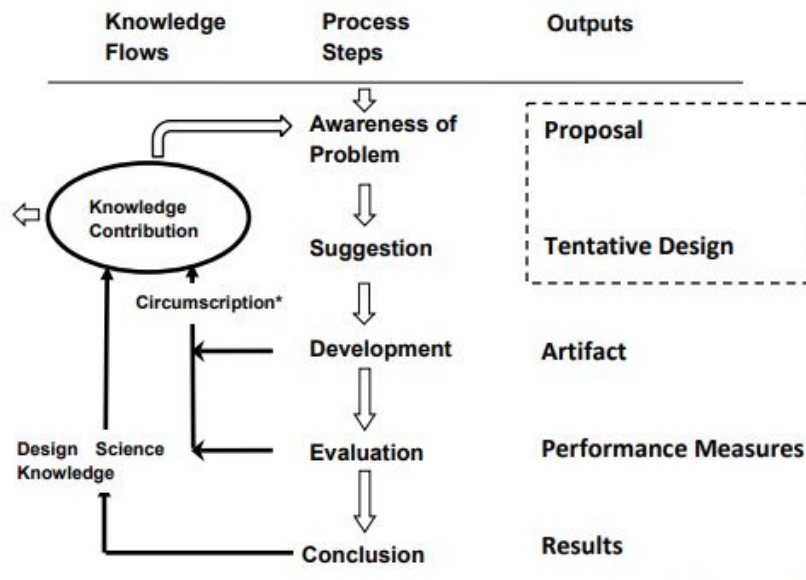 Knowledge
Flows
Process
Steps
Outputs
Awareness of
Problem
Proposal
Knowledge
Contribution
Suggestion
Tentative Design
Circumscription*
Development
Artifact
Design Science
Knowledge
Evaluation
Performance Measures
Conclusion
Results